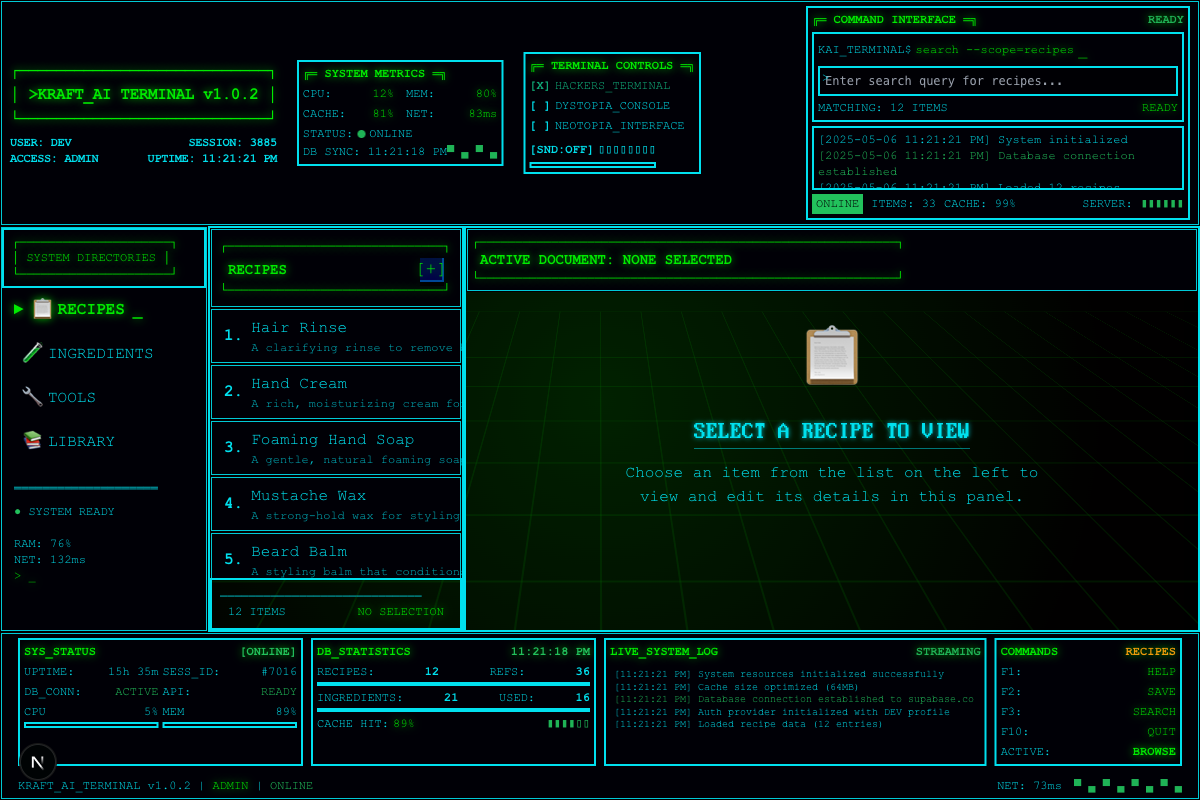 >KRAFT_AI TERMINAL v1.0.2
USER: DEV
SESSION: 3885
ACCESS: ADMIN
UPTIME: 11:21:21 PM
SYSTEM METRICS
CPU: 12% MEM: 80%
CACHE: 81% NET: 83ms
STATUS: ONLINE
DB SYNC: 11:21:18 PM
TERMINAL CONTROLS
[X] HACKERS_TERMINAL
[ ] DYSTOPIA_CONSOLE
[ ] NEOTOPIA_INTERFACE
[SND:OFF] ▯▯▯▯▯▯▯▯
COMMAND INTERFACE
READY
KAI_TERMINAL$ search --scope=recipes _
Enter search query for recipes...
MATCHING: 12 ITEMS
READY
[2025-05-06 11:21:21 PM] System initialized
[2025-05-06 11:21:21 PM] Database connection
established
[2025-05-06 11:21:21 PM] Loaded 12 recipes
ONLINE ITEMS: 33 CACHE: 99% SERVER: ▮▮▮▮▮▮
SYSTEM DIRECTORIES
► RECIPES _
INGREDIENTS
TOOLS
LIBRARY
● SYSTEM READY
RAM: 76%
NET: 132ms
> _
RECIPES
[+]
1. Hair Rinse
A clarifying rinse to remove
2. Hand Cream
A rich, moisturizing cream fo
3. Foaming Hand Soap
A gentle, natural foaming soa
4. Mustache Wax
A strong-hold wax for styling
5. Beard Balm
A styling balm that condition
12 ITEMS
NO SELECTION
ACTIVE DOCUMENT: NONE SELECTED
SELECT A RECIPE TO VIEW
Choose an item from the list on the left to
view and edit its details in this panel.
SYS_STATUS
[ONLINE]
UPTIME: 15h 35m SESS_ID: #7016
DB_CONN: ACTIVE API: READY
CPU 5% MEM 89%
DB_STATISTICS
11:21:18 PM
RECIPES: 12 REFS: 36
INGREDIENTS: 21 USED: 16
CACHE HIT: 89% ▮▮▮▮▯▯
LIVE_SYSTEM_LOG
STREAMING
[11:21:21 PM] System resources initialized successfully
[11:21:21 PM] Cache size optimized (64MB)
[11:21:21 PM] Database connection established to supabase.co
[11:21:21 PM] Auth provider initialized with DEV profile
[11:21:21 PM] Loaded recipe data (12 entries)
COMMANDS
RECIPES
F1: HELP
F2: SAVE
F3: SEARCH
F10: QUIT
ACTIVE: BROWSE
N
KRAFT_AI_TERMINAL v1.0.2 | ADMIN | ONLINE
NET: 73ms